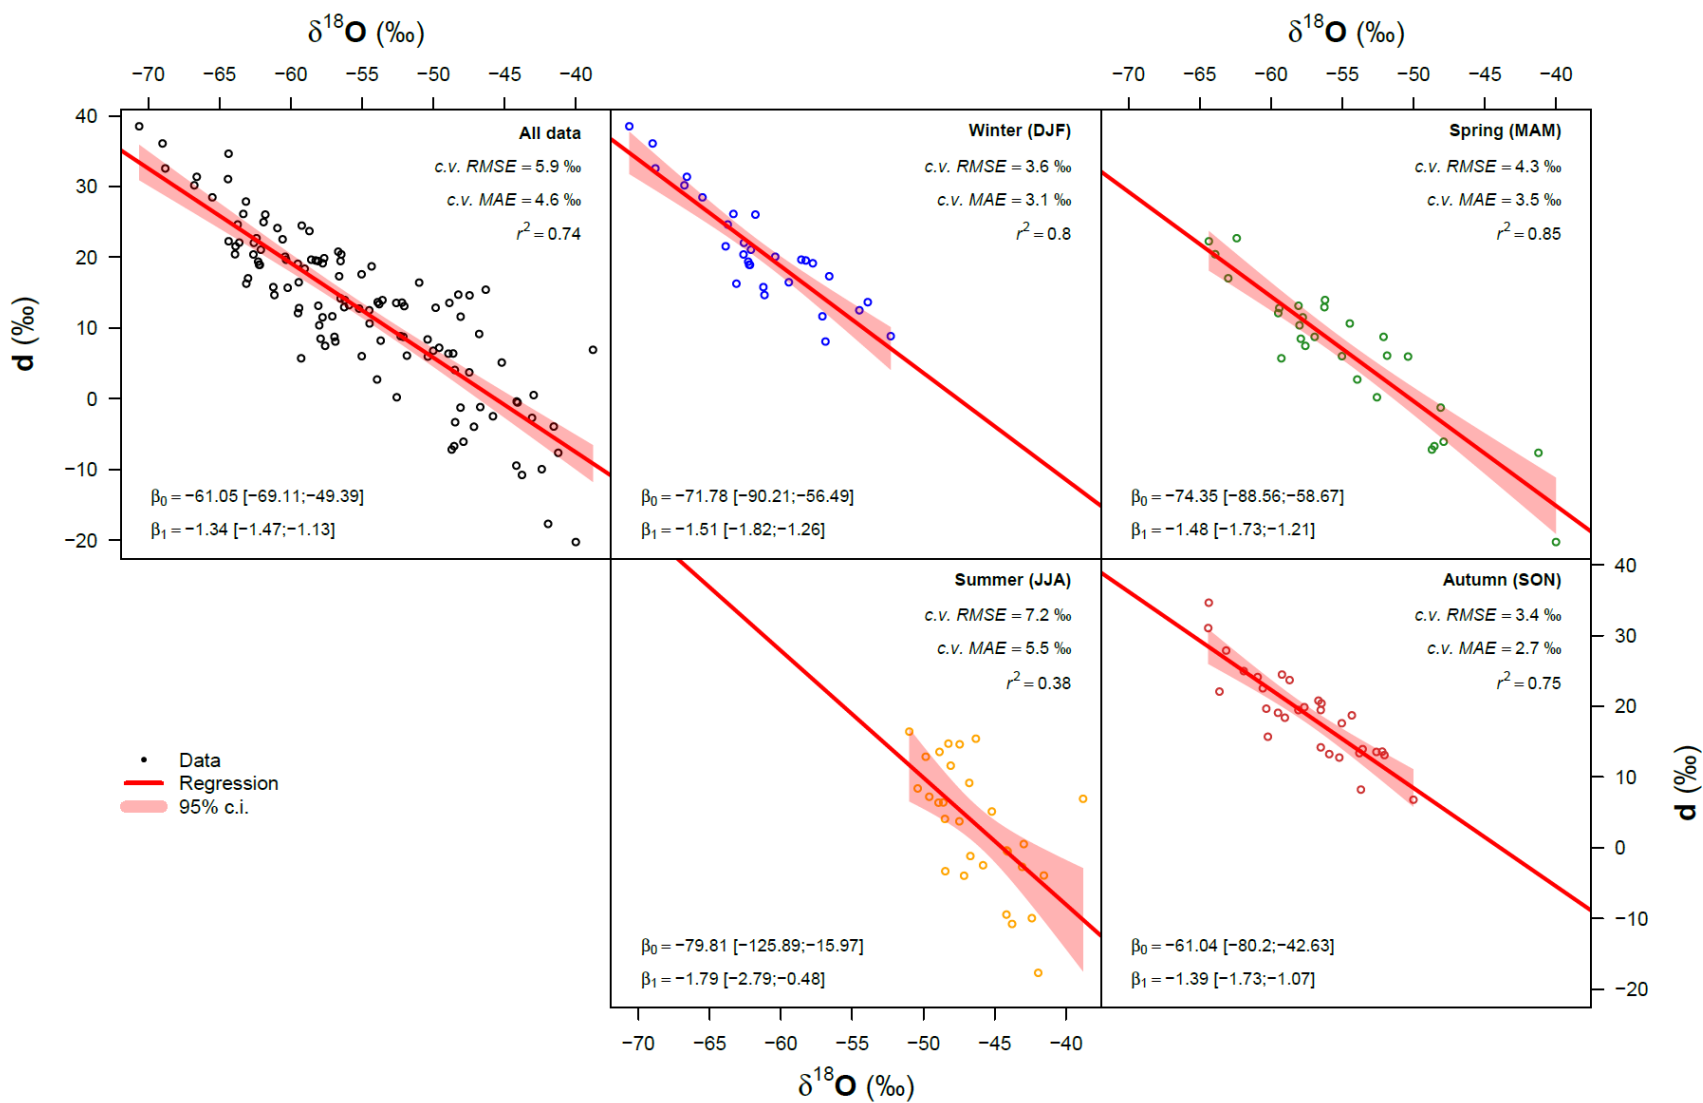 δ18O (‰)
δ18O (‰)
−70 −65 −60 −55 −50 −45 −40
−70 −65 −60 −55 −50 −45 −40
40
30
20
10
0
−10
−20
d (‰)
All data
c.v. RMSE = 5.9 ‰
c.v. MAE = 4.6 ‰
r2 = 0.74
β0 = −61.05 [−69.11;−49.39]
β1 = −1.34 [−1.47;−1.13]
Winter (DJF)
c.v. RMSE = 3.6 ‰
c.v. MAE = 3.1 ‰
r2 = 0.8
β0 = −71.78 [−90.21;−56.49]
β1 = −1.51 [−1.82;−1.26]
Spring (MAM)
c.v. RMSE = 4.3 ‰
c.v. MAE = 3.5 ‰
r2 = 0.85
β0 = −74.35 [−88.56;−58.67]
β1 = −1.48 [−1.73;−1.21]
Data
Regression
95% c.i.
Summer (JJA)
c.v. RMSE = 7.2 ‰
c.v. MAE = 5.5 ‰
r2 = 0.38
β0 = −79.81 [−125.89;−15.97]
β1 = −1.79 [−2.79;−0.48]
Autumn (SON)
c.v. RMSE = 3.4 ‰
c.v. MAE = 2.7 ‰
r2 = 0.75
β0 = −61.04 [−80.2;−42.63]
β1 = −1.39 [−1.73;−1.07]
40
30
20
10
0
−10
−20
d (‰)
−70 −65 −60 −55 −50 −45 −40
δ18O (‰)